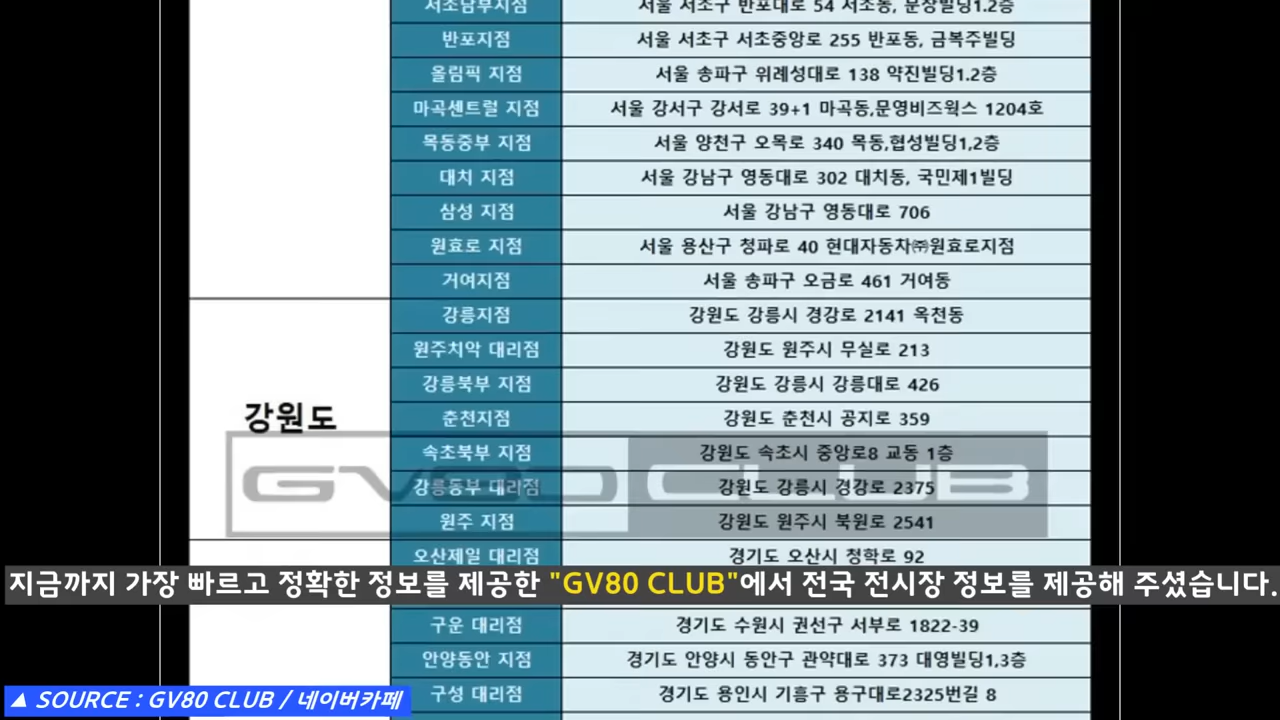 서초남부지점 서울 서초구 반포대로 54 서초동, 문창빌딩1.2층
반포지점 서울 서초구 서초중앙로 255 반포동, 금복주빌딩
올림픽 지점 서울 송파구 위례성대로 138 약진빌딩1.2층
마곡센트럴 지점 서울 강서구 강서로 39+1 마곡동,문영비즈웍스 1204호
목동중부 지점 서울 양천구 오목로 340 목동,협성빌딩1,2층
대치 지점 서울 강남구 영동대로 302 대치동, 국민제1빌딩
삼성 지점 서울 강남구 영동대로 706
원효로 지점 서울 용산구 청파로 40 현대자동차㈜원효로지점
거여지점 서울 송파구 오금로 461 거여동
강원도
강릉지점 강원도 강릉시 경강로 2141 옥천동
원주치악 대리점 강원도 원주시 무실로 213
강릉북부 지점 강원도 강릉시 강릉대로 426
춘천지점 강원도 춘천시 공지로 359
속초북부 지점 강원도 속초시 중앙로8 교동 1층
강릉동부 대리점 강원도 강릉시 경강로 2375
원주 지점 강원도 원주시 북원로 2541
GV80 CLUB
오산제일 대리점 경기도 오산시 청학로 92
지금까지 가장 빠르고 정확한 정보를 제공한 "GV80 CLUB"에서 전국 전시장 정보를 제공해 주셨습니다.
구운 대리점 경기도 수원시 권선구 서부로 1822-39
안양동안 지점 경기도 안양시 동안구 관약대로 373 대영빌딩1,3층
구성 대리점 경기도 용인시 기흥구 용구대로2325번길 8
▲ SOURCE : GV80 CLUB / 네이버카페